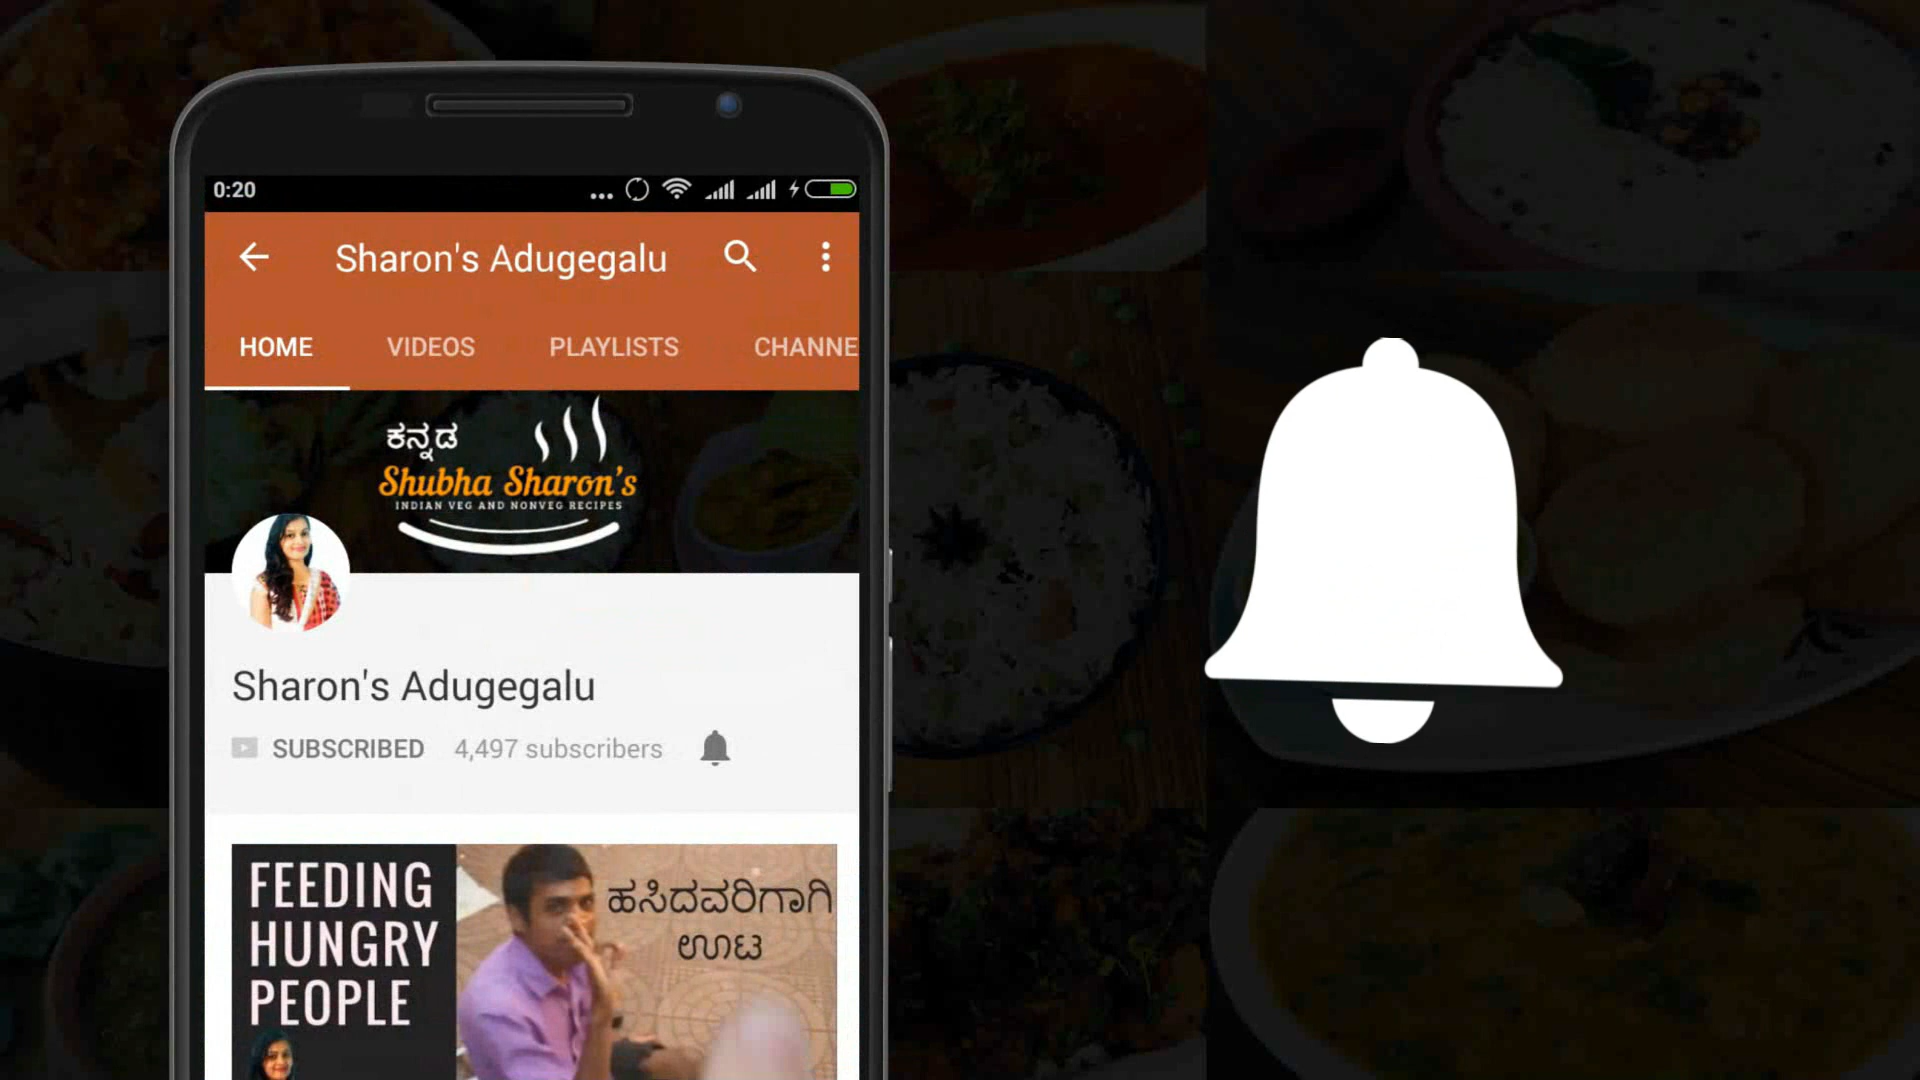 0:20
Sharon's Adugegalu
HOME VIDEOS PLAYLISTS CHANNE
ಕನ್ನಡ
Shubha Sharon's
INDIAN VEG AND NONVEG RECIPES
Sharon's Adugegalu
SUBSCRIBED 4,497 subscribers
FEEDING
HUNGRY
PEOPLE
ಹಸಿದವರಿಗಾಗಿ
ಊಟ